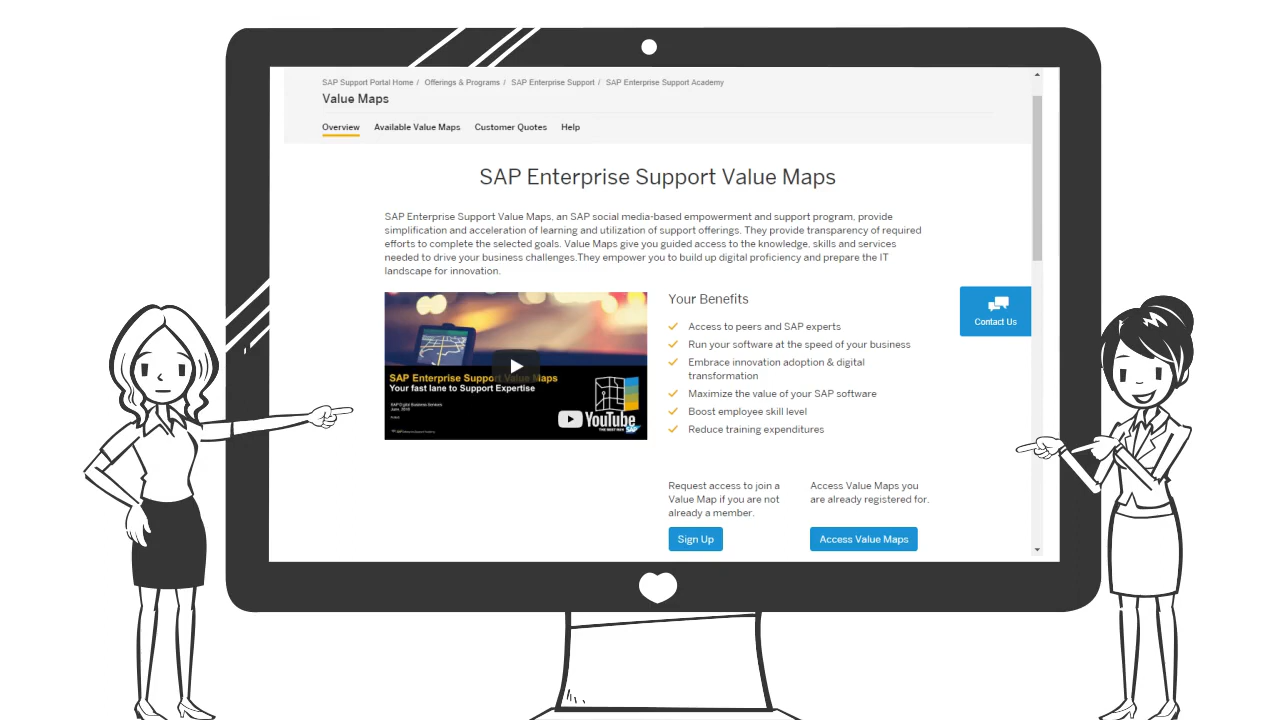 SAP Support Portal Home / Offerings & Programs / SAP Enterprise Support / SAP Enterprise Support Academy
Value Maps
Overview Available Value Maps Customer Quotes Help
SAP Enterprise Support Value Maps
SAP Enterprise Support Value Maps, an SAP social media-based empowerment and support program, provide
simplification and acceleration of learning and utilization of support offerings. They provide transparency of required
efforts to complete the selected goals. Value Maps give you guided access to the knowledge, skills and services
needed to drive your business challenges.They empower you to build up digital proficiency and prepare the IT
landscape for innovation.
SAP Enterprise Support Value Maps
Your fast lane to Support Expertise
SAP Digital Business Services
June, 2016
YouTube
SAP
Your Benefits
Access to peers and SAP experts
Run your software at the speed of your business
Embrace innovation adoption & digital
transformation
Maximize the value of your SAP software
Boost employee skill level
Reduce training expenditures
Contact Us
Request access to join a
Value Map if you are not
already a member.
Sign Up
Access Value Maps you
are already registered for.
Access Value Maps